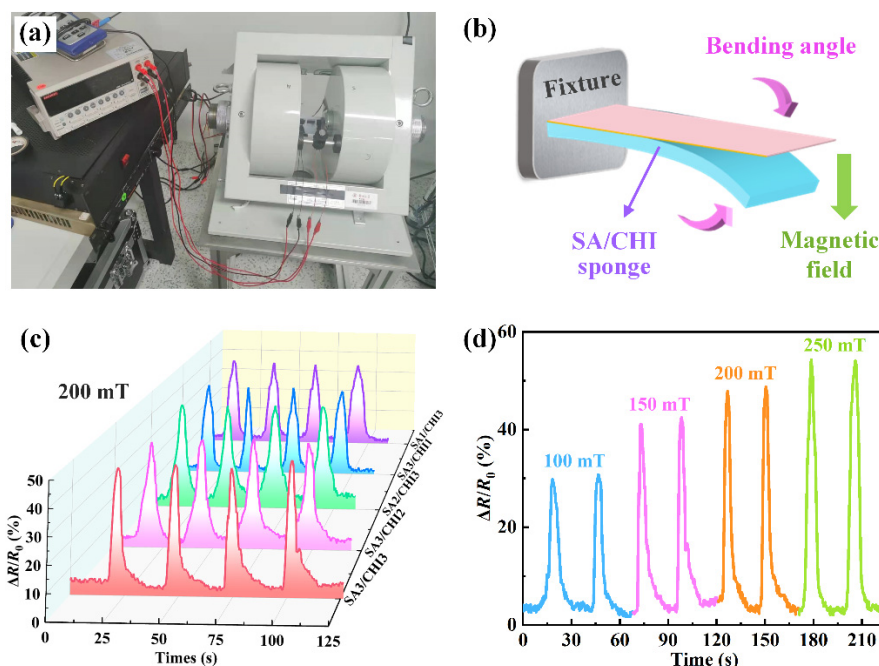 (a)
(b)
Bending angle
Fixture
SA/CHI
sponge
Magnetic
field
(c)
200 mT
ΔR/R₀ (%)
50
40
30
20
10
0
0
25
50
75
100
125
Times (s)
SA3/CHI3
SA3/CHI2
SA2/CHI3
SA3/CHI1
SA1/CHI3
(d)
ΔR/R₀ (%)
60
40
20
0
0
30
60
90
120
150
180
210
Time (s)
100 mT
150 mT
200 mT
250 mT